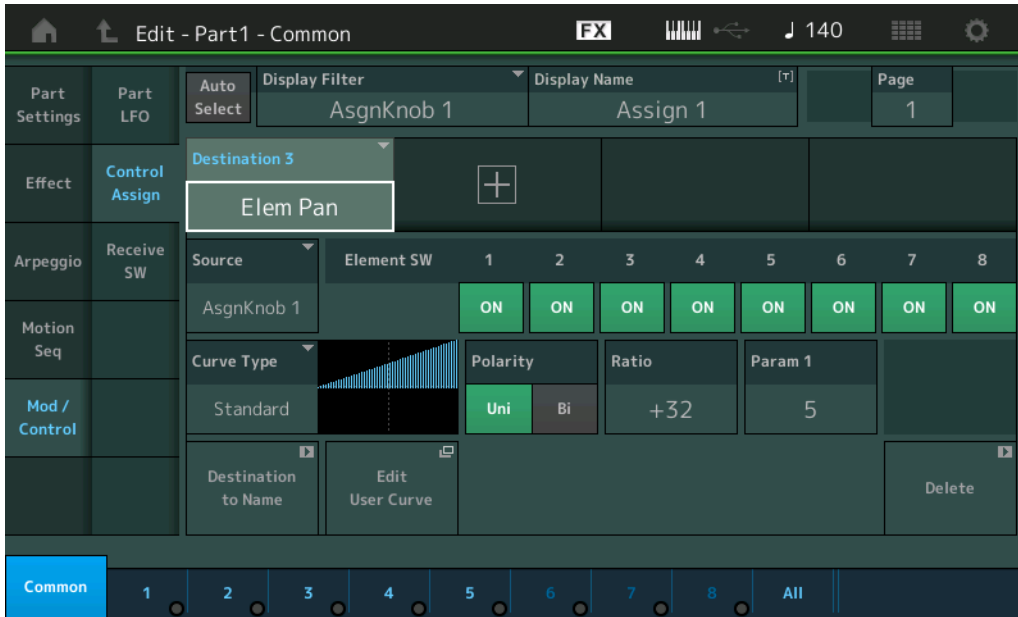 Edit - Part1 - Common
FX
♩ 140
Part
Settings
Part
LFO
Auto
Select
Display Filter
AsgnKnob 1
Display Name
[T]
Assign 1
Page
1
Effect
Control
Assign
Destination 3
Elem Pan
Arpeggio
Receive
SW
Source
AsgnKnob 1
Element SW
1 2 3 4 5 6 7 8
ON ON ON ON ON ON ON ON
Motion
Seq
Curve Type
Standard
Polarity
Uni Bi
Ratio
+32
Param 1
5
Mod /
Control
Destination
to Name
Edit
User Curve
Delete
Common 1 2 3 4 5 6 7 8 All